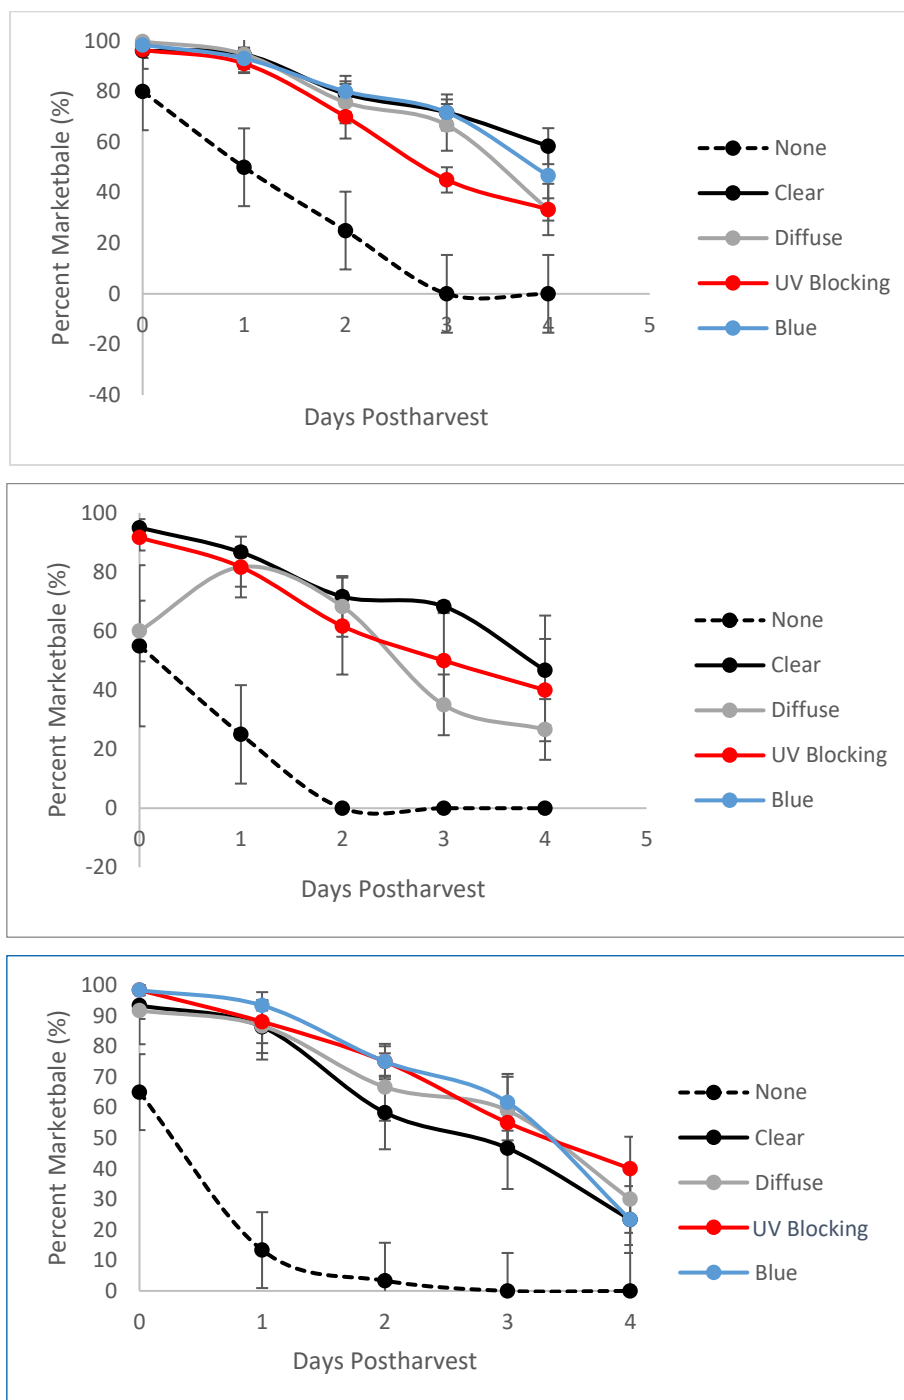 100
80
60
40
20
0
-20
-40
0
1
2
3
4
5
Percent Marketbale (%)
Days Postharvest
None
Clear
Diffuse
UV Blocking
Blue
100
80
60
40
20
0
-20
0
1
2
3
4
5
Percent Marketbale (%)
Days Postharvest
None
Clear
Diffuse
UV Blocking
Blue
100
90
80
70
60
50
40
30
20
10
0
0
1
2
3
4
Percent Marketbale (%)
Days Postharvest
None
Clear
Diffuse
UV Blocking
Blue